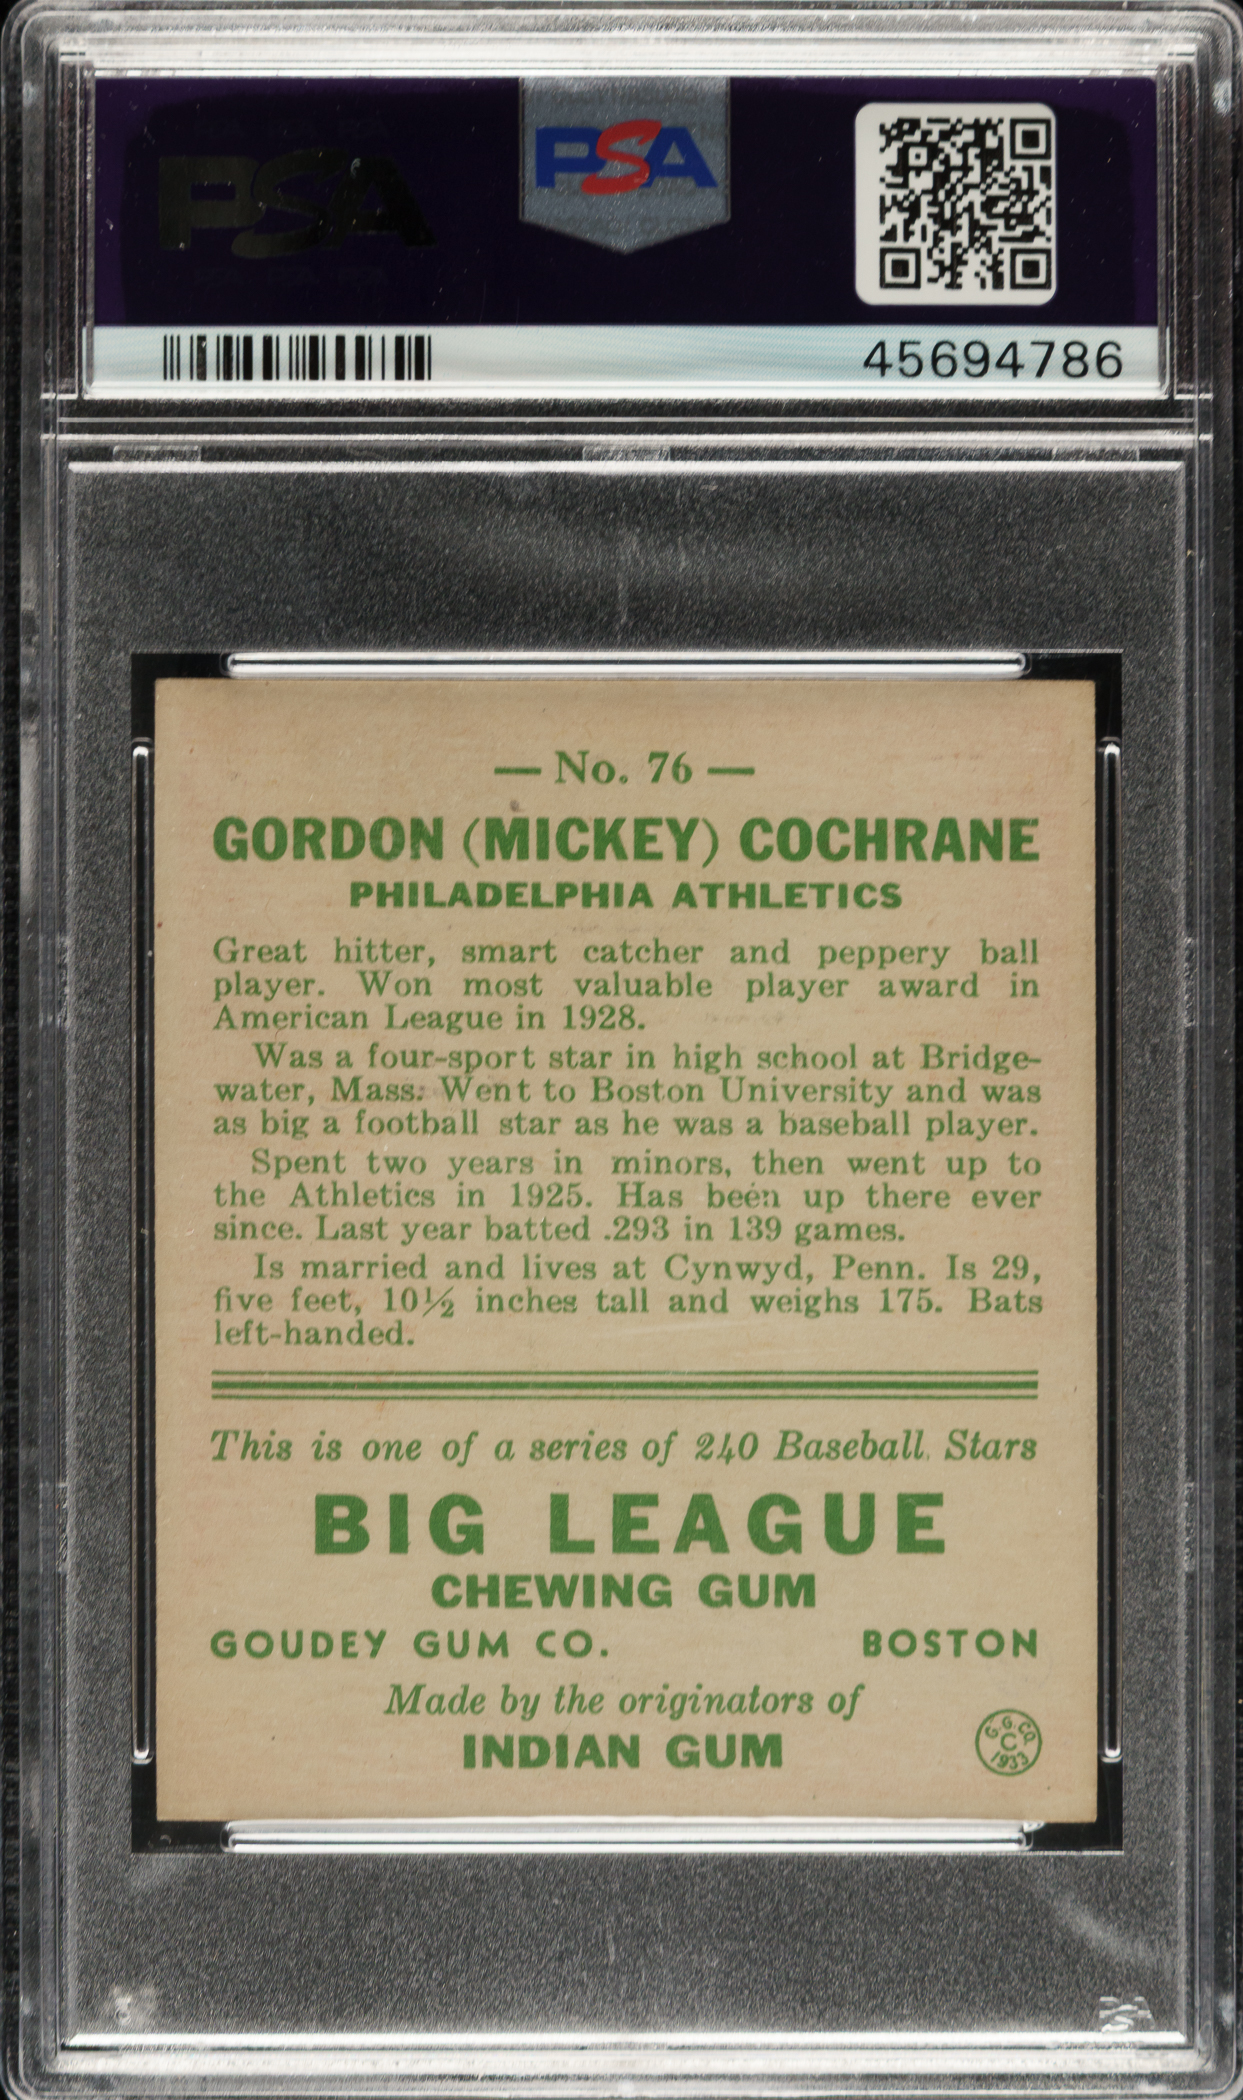 PSA
PSA
45694786
— No. 76 —
GORDON (MICKEY) COCHRANE
PHILADELPHIA ATHLETICS
Great hitter, smart catcher and peppery ball
player. Won most valuable player award in
American League in 1928.
Was a four-sport star in high school at Bridge-
water, Mass. Went to Boston University and was
as big a football star as he was a baseball player.
Spent two years in minors, then went up to
the Athletics in 1925. Has been up there ever
since. Last year batted .293 in 139 games.
Is married and lives at Cynwyd, Penn. Is 29,
five feet, 10½ inches tall and weighs 175. Bats
left-handed.
This is one of a series of 240 Baseball Stars
BIG LEAGUE
CHEWING GUM
GOUDEY GUM CO. BOSTON
Made by the originators of
INDIAN GUM
G.G.CO.
C
1933